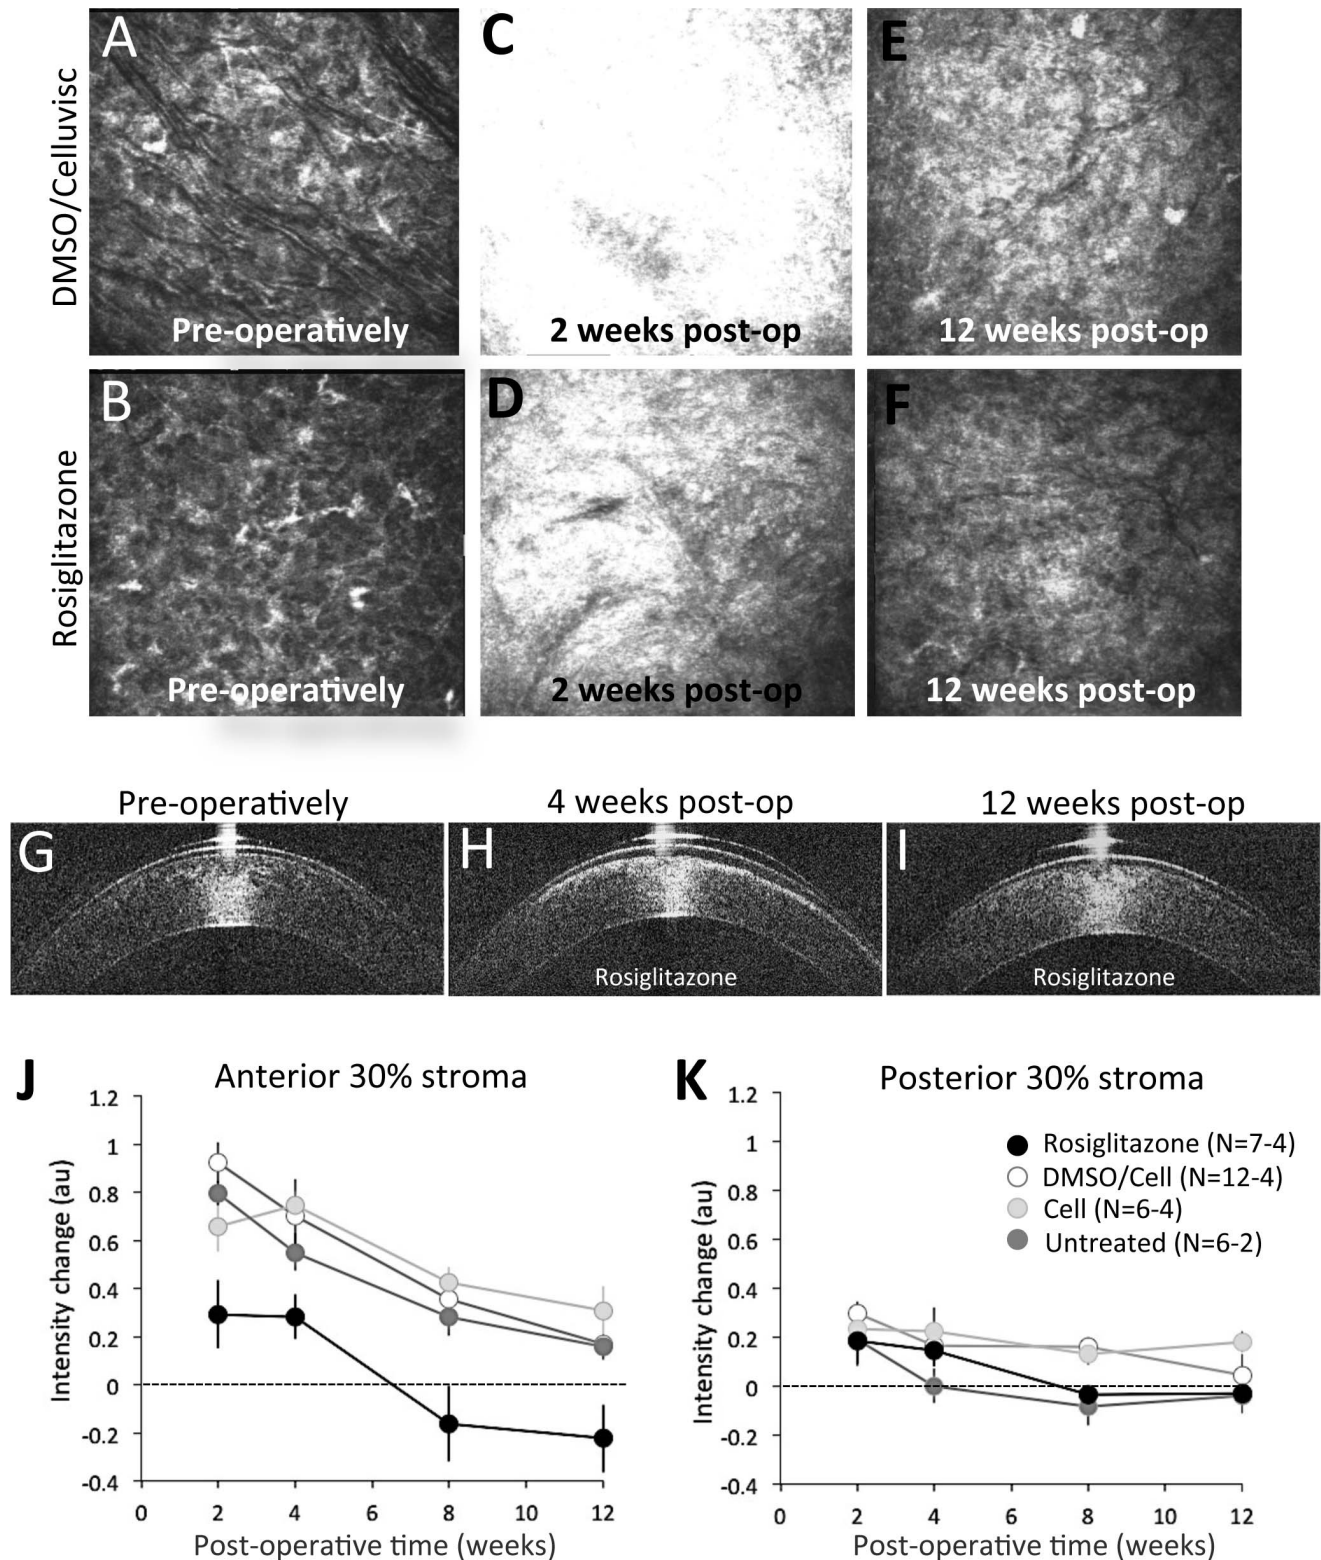 DMSO/Celluvisc
A
Pre-operatively
C
2 weeks post-op
E
12 weeks post-op
Rosiglitazone
B
Pre-operatively
D
2 weeks post-op
F
12 weeks post-op
Pre-operatively
4 weeks post-op
12 weeks post-op
G
H
Rosiglitazone
I
Rosiglitazone
J
Anterior 30% stroma
Intensity change (au)
1.2
1
0.8
0.6
0.4
0.2
0
-0.2
-0.4
0 2 4 6 8 10 12
Post-operative time (weeks)
K
Posterior 30% stroma
Rosiglitazone (N=7-4)
DMSO/Cell (N=12-4)
Cell (N=6-4)
Untreated (N=6-2)
Intensity change (au)
1.2
1
0.8
0.6
0.4
0.2
0
-0.2
-0.4
0 2 4 6 8 10 12
Post-operative time (weeks)